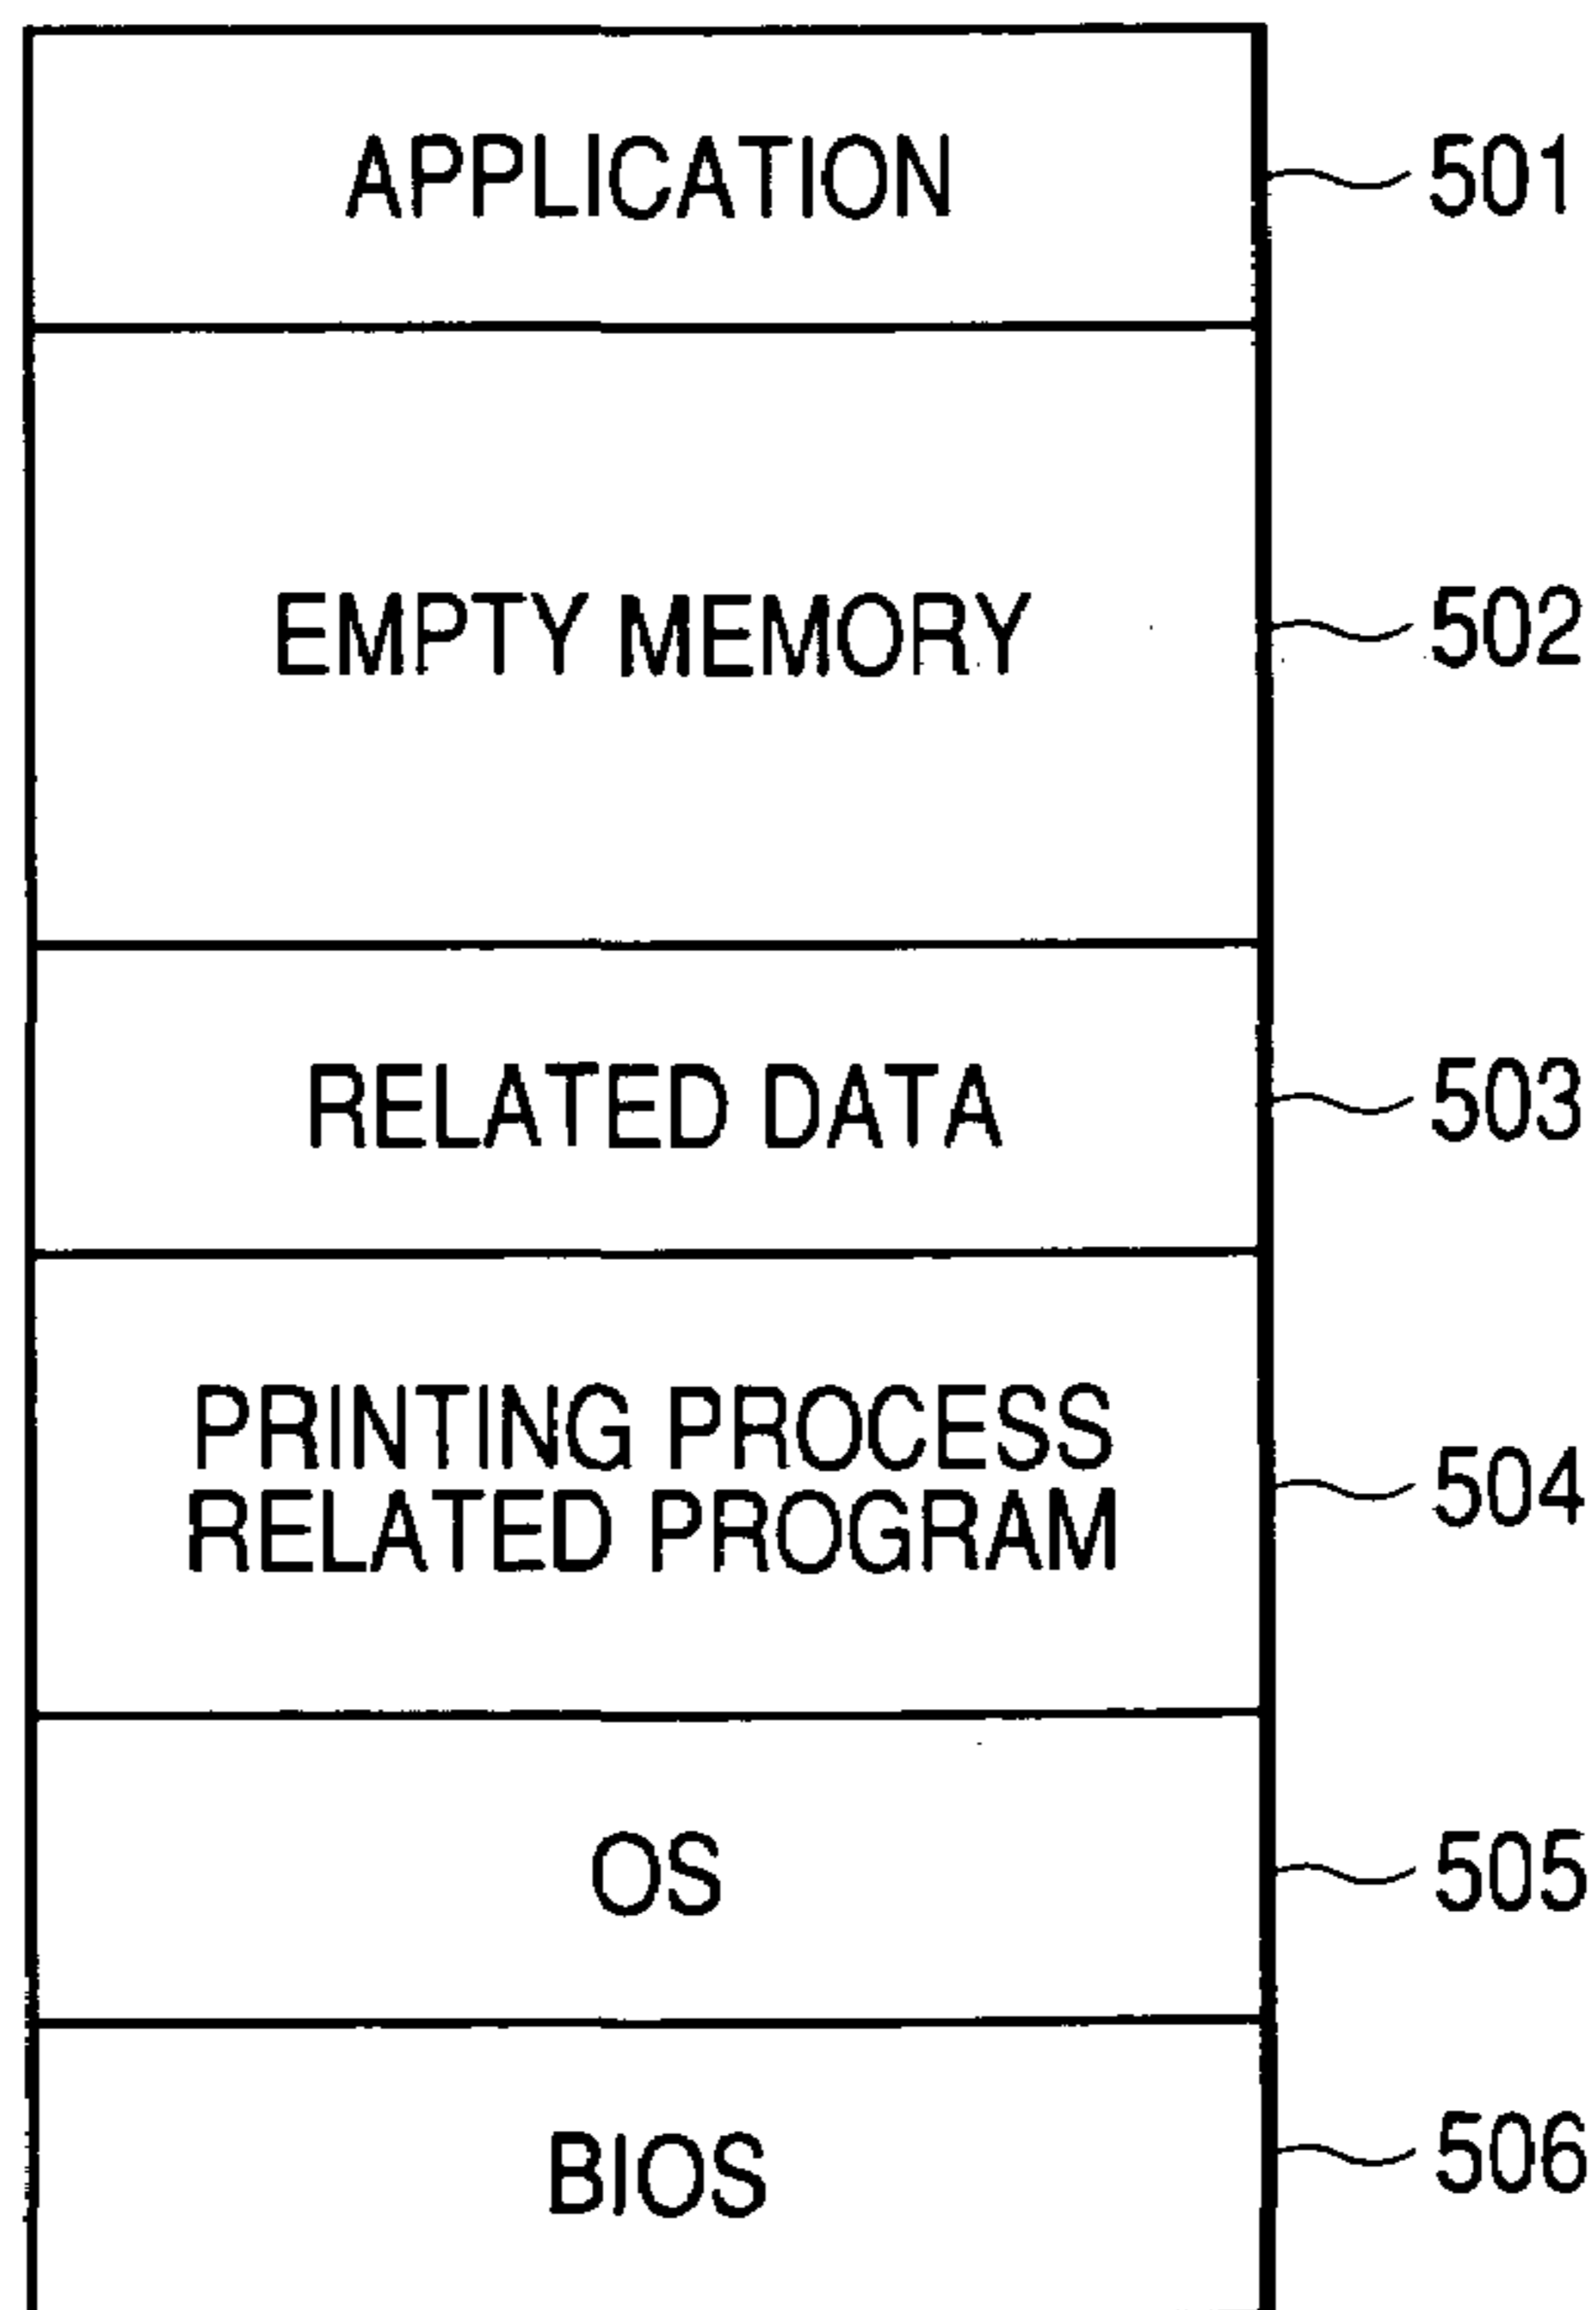 APPLICATION 501
EMPTY MEMORY 502
RELATED DATA 503
PRINTING PROCESS
RELATED PROGRAM 504
OS 505
BIOS 506